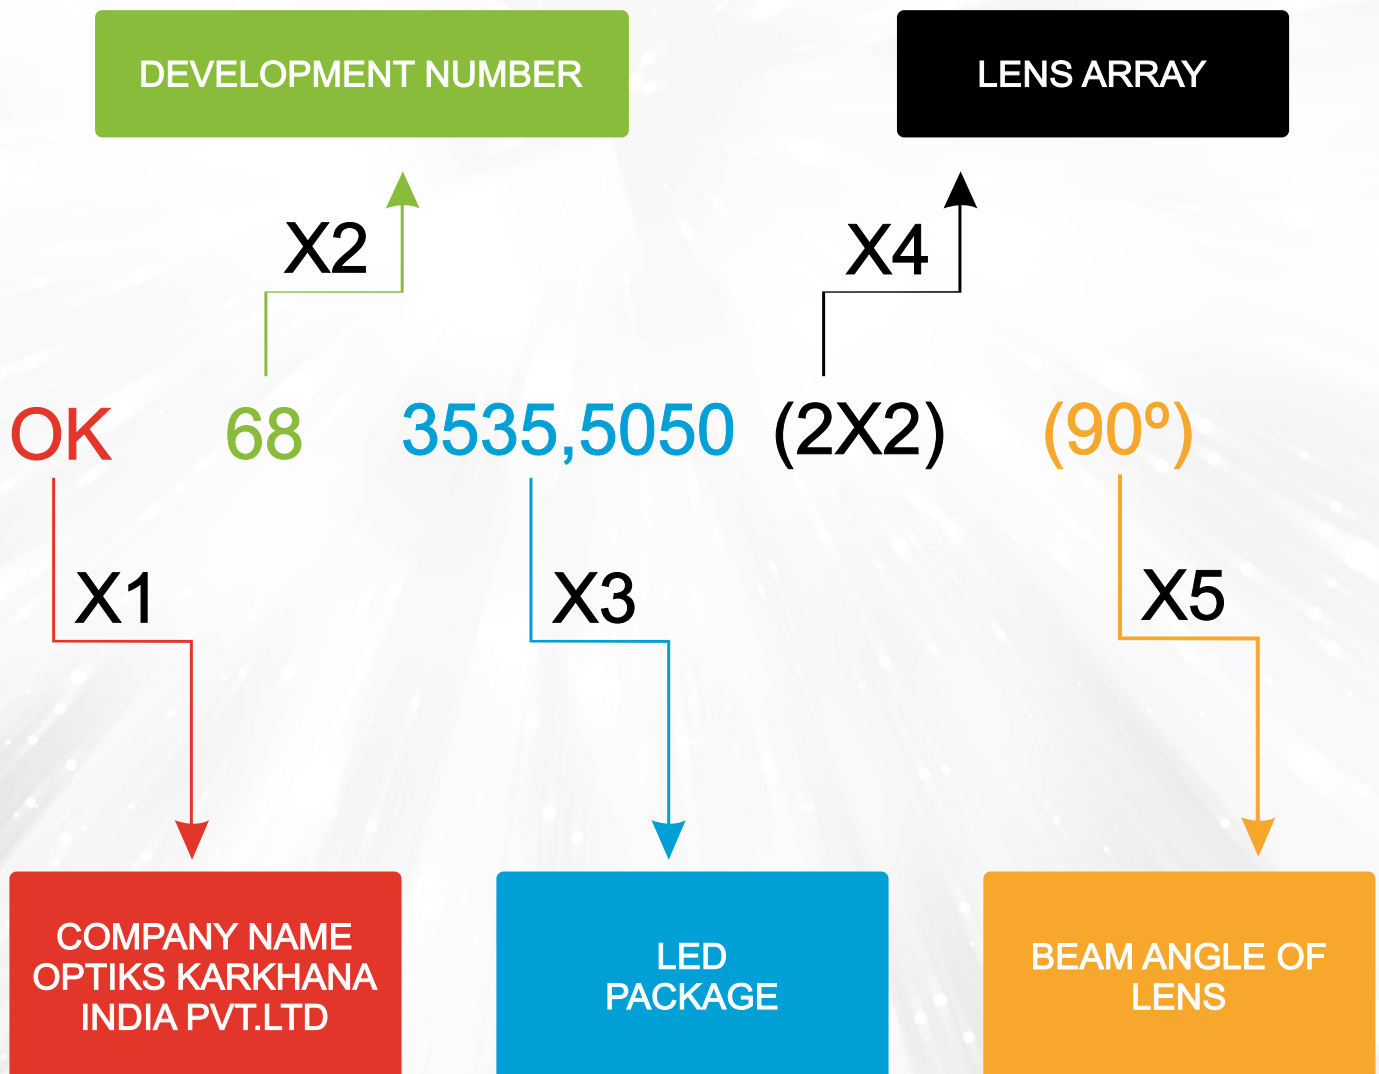 DEVELOPMENT NUMBER
LENS ARRAY
X2
X4
OK 68 3535,5050 (2X2) (90º)
X1
X3
X5
COMPANY NAME
OPTIKS KARKHANA
INDIA PVT.LTD
LED
PACKAGE
BEAM ANGLE OF
LENS